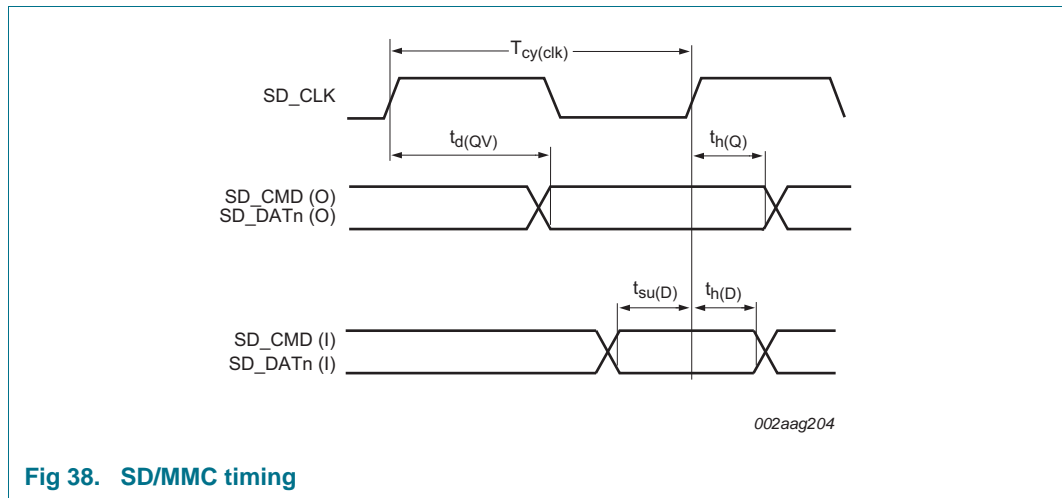 T_cy(clk)
SD_CLK
t_d(QV)
t_h(Q)
SD_CMD (O)
SD_DATn (O)
t_su(D)
t_h(D)
SD_CMD (I)
SD_DATn (I)
002aag204
Fig 38. SD/MMC timing